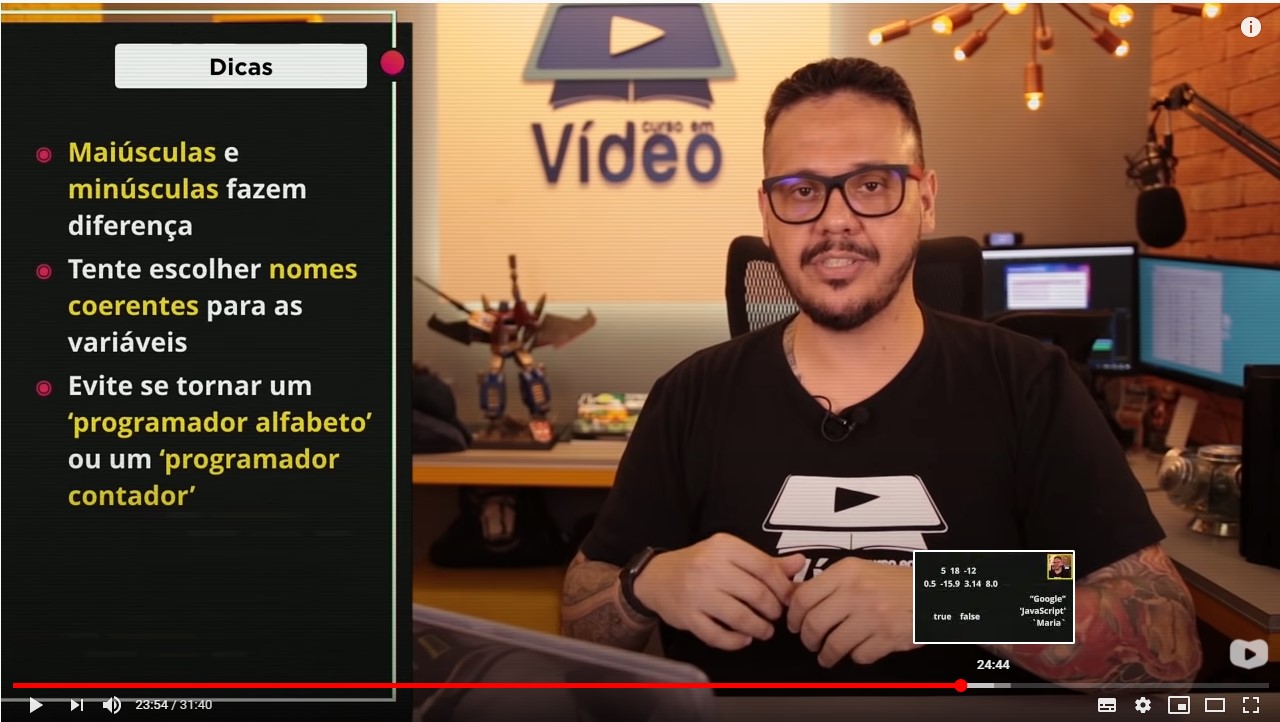 Dicas
Maiúsculas e
minúsculas fazem
diferença
Tente escolher nomes
coerentes para as
variáveis
Evite se tornar um
‘programador alfabeto’
ou um ‘programador
contador’
curso em
Vídeo
5 18 -12
0.5 -15.9 3.14 8.0
true false
"Google"
'JavaScript'
`Maria`
24:44
23:54 / 31:40